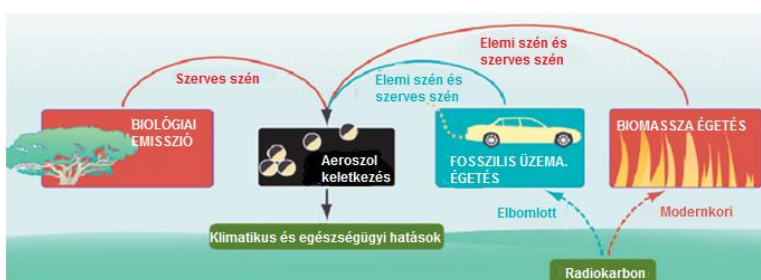 Elemi szén és
szerves szén
Szerves szén
Élemi szén és
szerves szén
BIOLÓGIAI
EMISSZIÓ
Aeroszol
keletkezés
FOSSZILIS ÜZEMA.
ÉGETÉS
BIOMASSZA ÉGETÉS
Elbomlott
Modernkori
Klimatikus és egészségügyi hatások
Radiokarbon